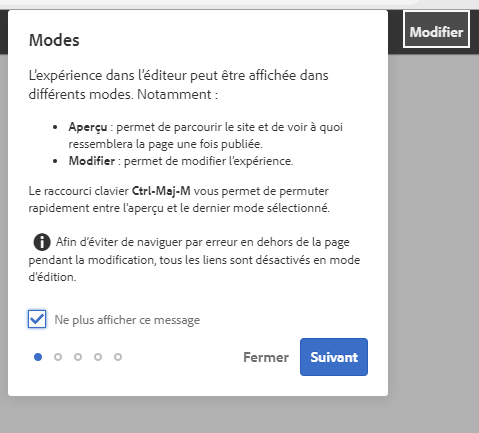 Modifier
Modes
L'expérience dans l'éditeur peut être affichée dans
différents modes. Notamment :
• Aperçu : permet de parcourir le site et de voir à quoi
ressemblera la page une fois publiée.
• Modifier : permet de modifier l'expérience.
Le raccourci clavier Ctrl-Maj-M vous permet de permuter
rapidement entre l'aperçu et le dernier mode sélectionné.
Afin d'éviter de naviguer par erreur en dehors de la page
pendant la modification, tous les liens sont désactivés en mode
d'édition.
Ne plus afficher ce message
Fermer Suivant